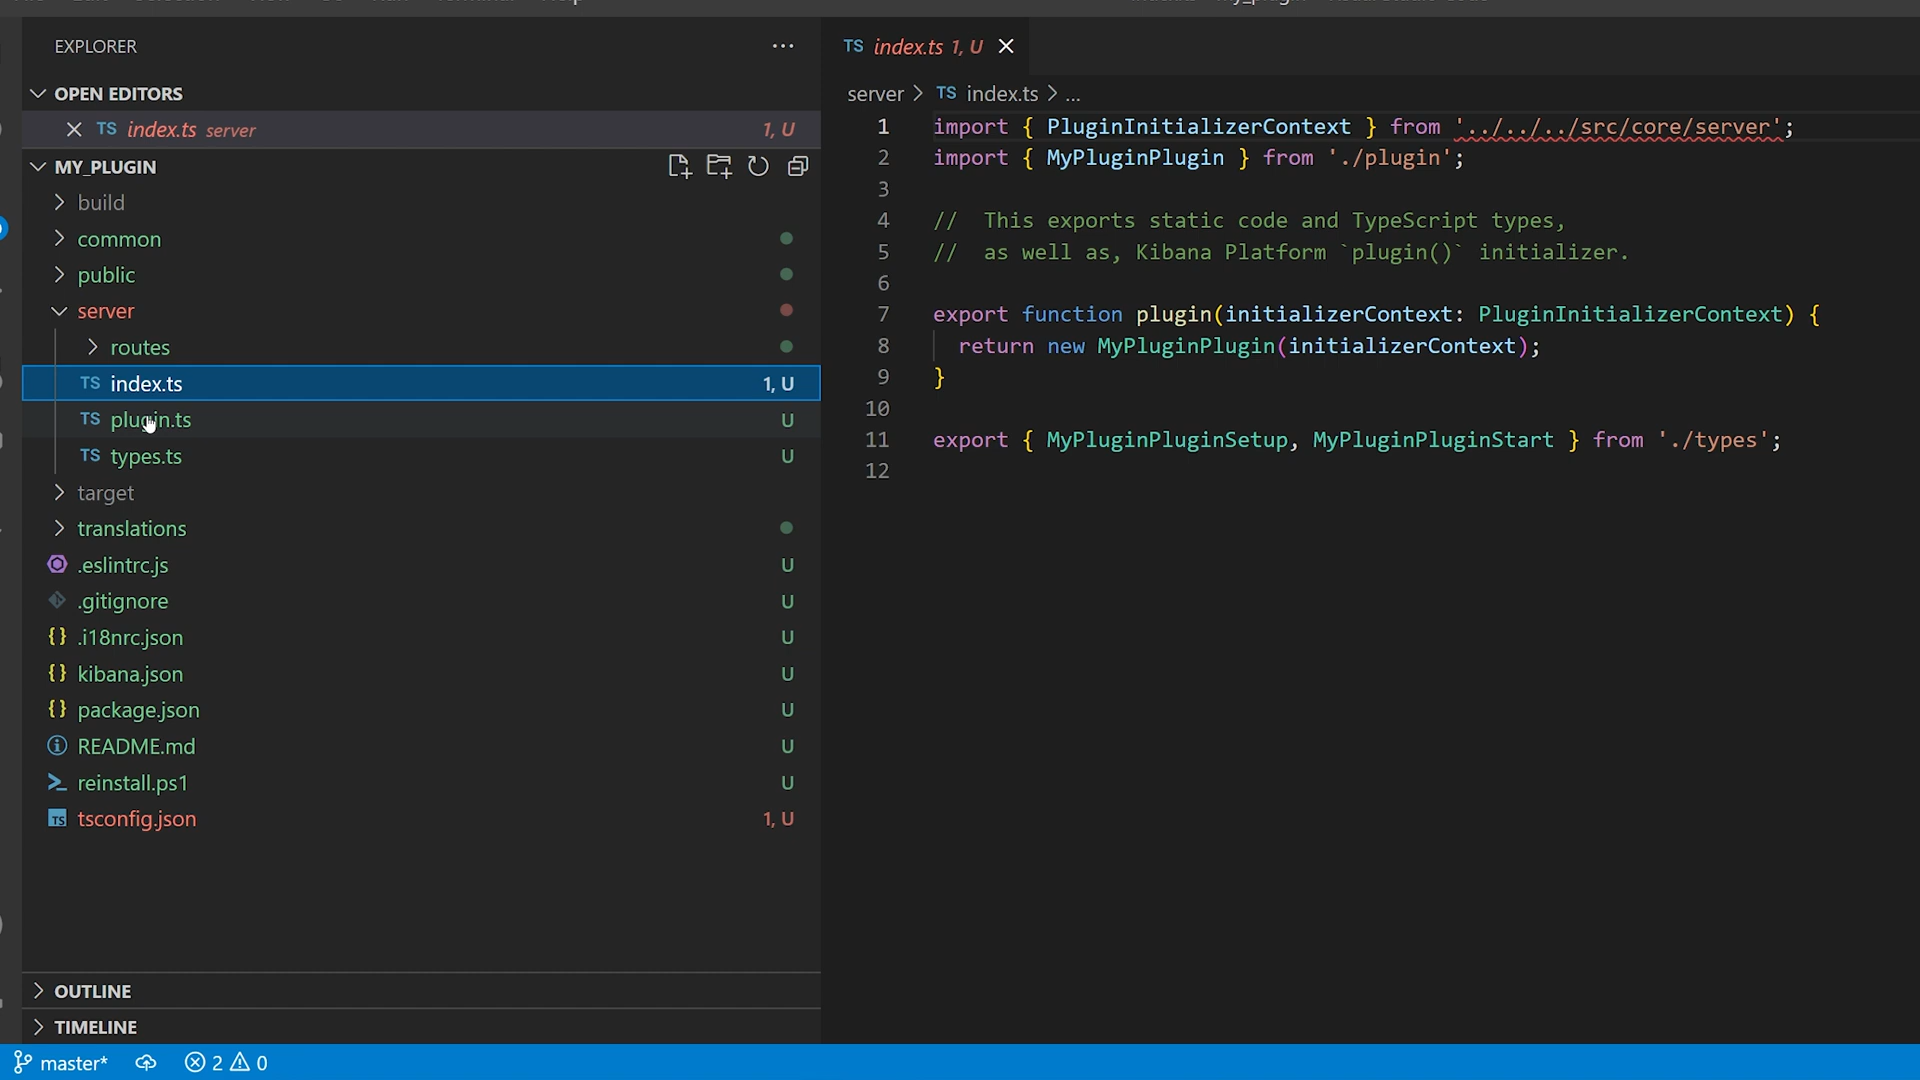 EXPLORER
OPEN EDITORS
TS index.ts server 1, U
MY_PLUGIN
build
common
public
server
routes
TS index.ts 1, U
TS plugin.ts U
TS types.ts U
target
translations
.eslintrc.js U
.gitignore U
{} .i18nrc.json U
{} kibana.json U
{} package.json U
README.md U
reinstall.ps1 U
TS tsconfig.json 1, U
OUTLINE
TIMELINE
TS index.ts 1, U
server > TS index.ts > ...
1 import { PluginInitializerContext } from '../../../src/core/server';
2 import { MyPluginPlugin } from './plugin';
3
4 //  This exports static code and TypeScript types,
5 //  as well as, Kibana Platform `plugin()` initializer.
6
7 export function plugin(initializerContext: PluginInitializerContext) {
8   return new MyPluginPlugin(initializerContext);
9 }
10
11 export { MyPluginPluginSetup, MyPluginPluginStart } from './types';
12
master* 2 0